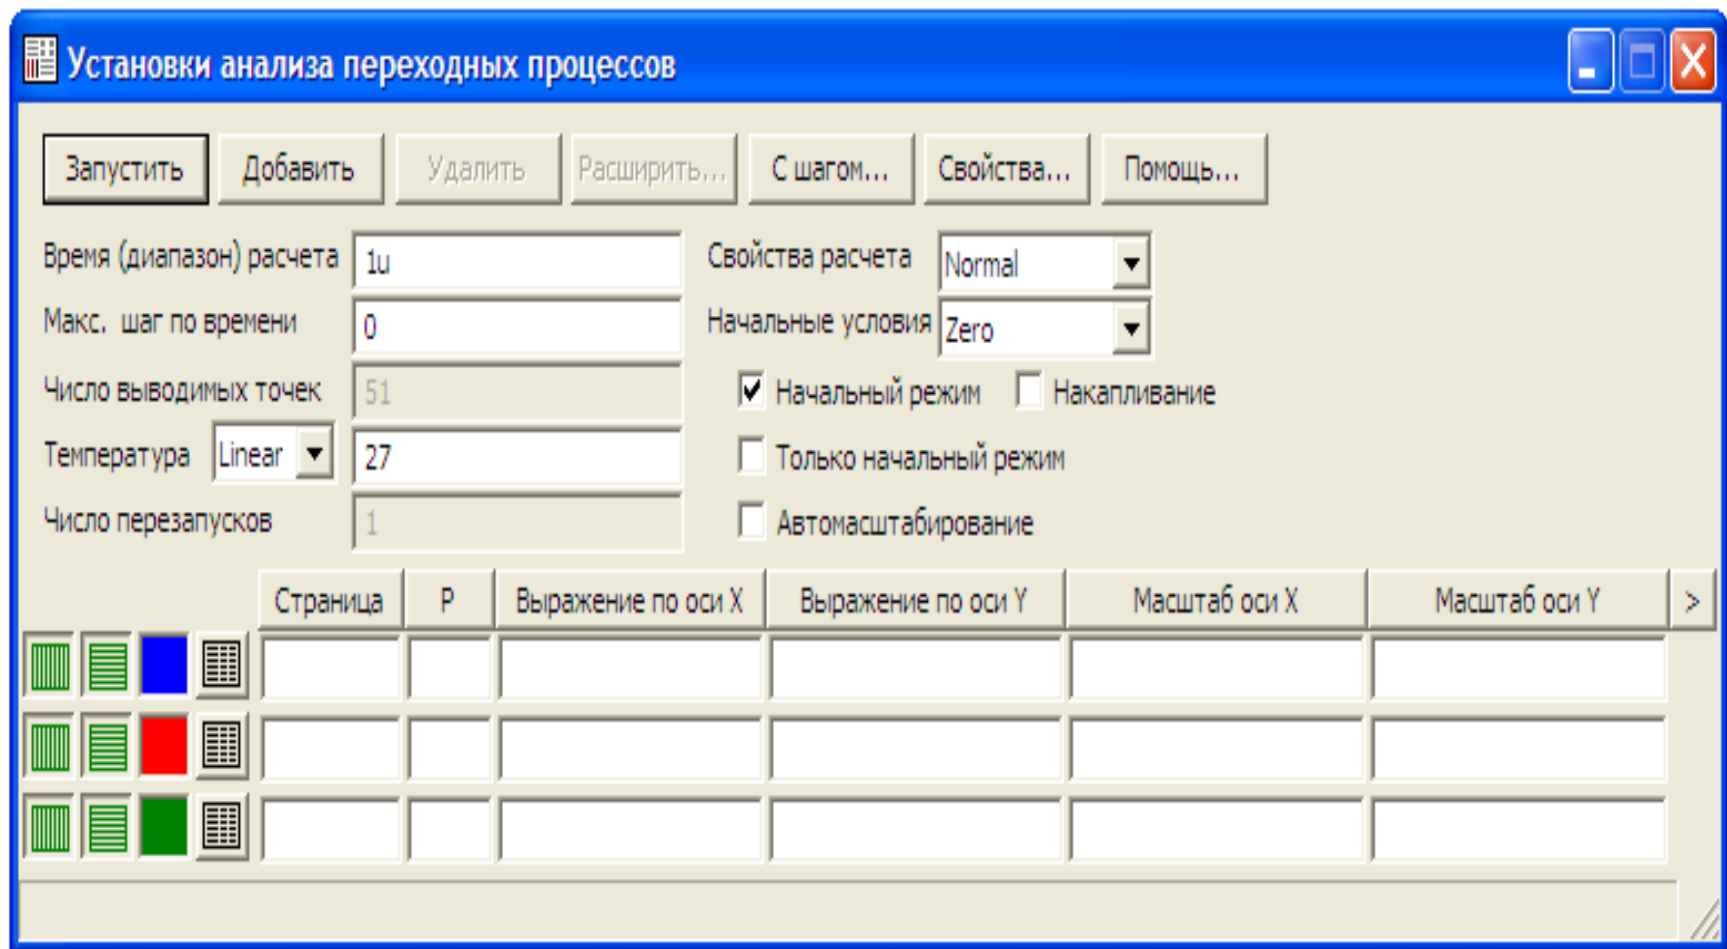 Установки анализа переходных процессов
Запустить Добавить Удалить Расширить... С шагом... Свойства... Помощь...
Время (диапазон) расчета 1u Свойства расчета Normal
Макс. шаг по времени 0 Начальные условия Zero
Число выводимых точек 51 Начальный режим Накапливание
Температура Linear 27 Только начальный режим
Число перезапусков 1 Автомасштабирование
Страница P Выражение по оси X Выражение по оси Y Масштаб оси X Масштаб оси Y >